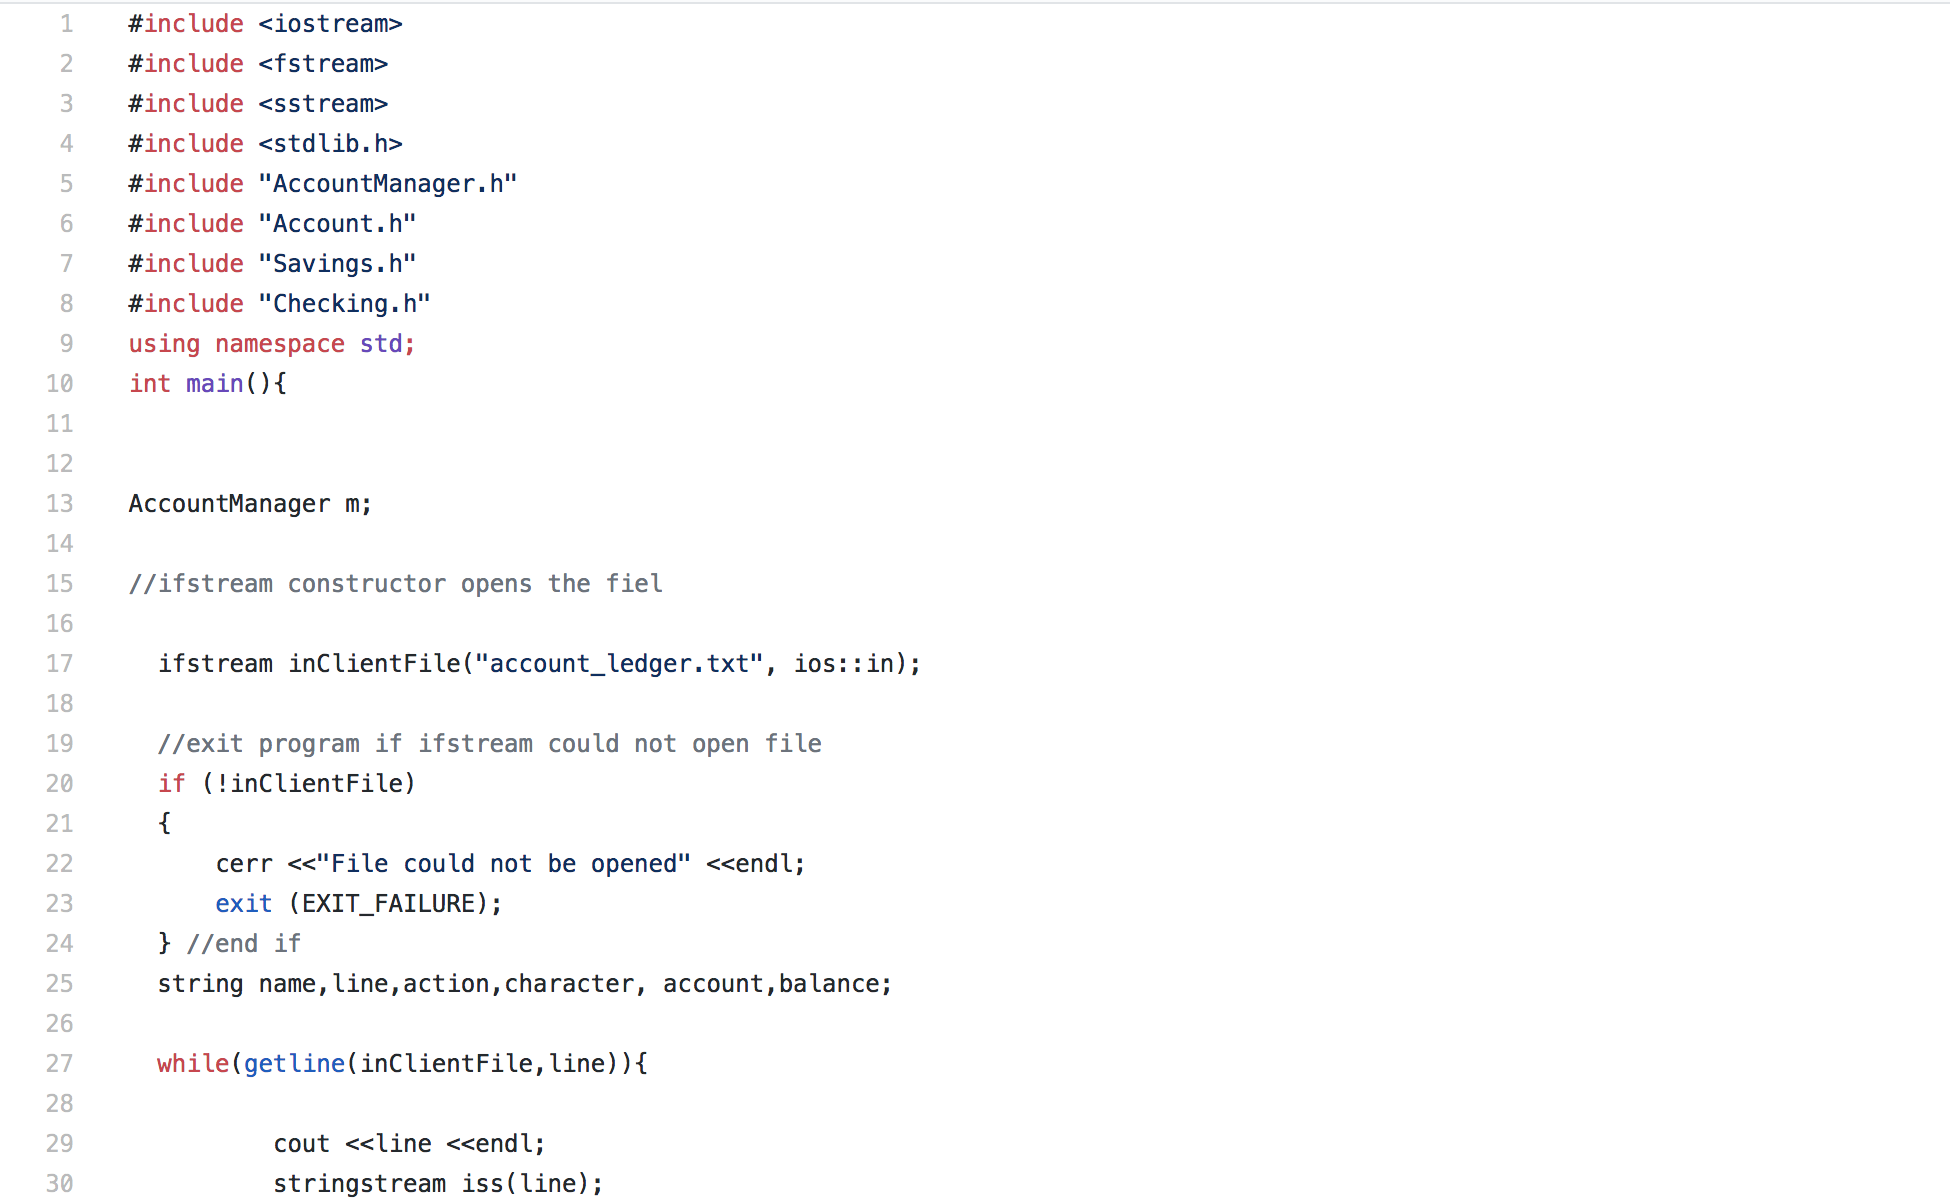 1 #include <iostream>
2 #include <fstream>
3 #include <sstream>
4 #include <stdlib.h>
5 #include "AccountManager.h"
6 #include "Account.h"
7 #include "Savings.h"
8 #include "Checking.h"
9 using namespace std;
10 int main(){
11
12
13 AccountManager m;
14
15 //ifstream constructor opens the fiel
16
17 ifstream inClientFile("account_ledger.txt", ios::in);
18
19 //exit program if ifstream could not open file
20 if (!inClientFile)
21 {
22 cerr <<"File could not be opened" <<endl;
23 exit (EXIT_FAILURE);
24 } //end if
25 string name,line,action,character, account,balance;
26
27 while(getline(inClientFile,line)){
28
29 cout <<line <<endl;
30 stringstream iss(line);